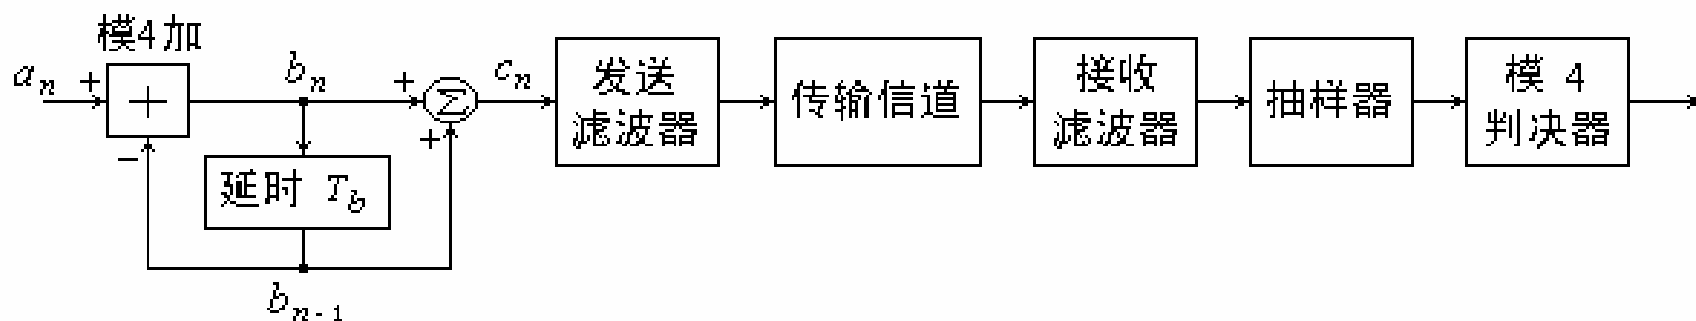 模4加
a_n
+
+
−
b_n
延时 T_b
b_{n-1}
+
+
Σ
c_n
发送
滤波器
传输信道
接收
滤波器
抽样器
模 4
判决器